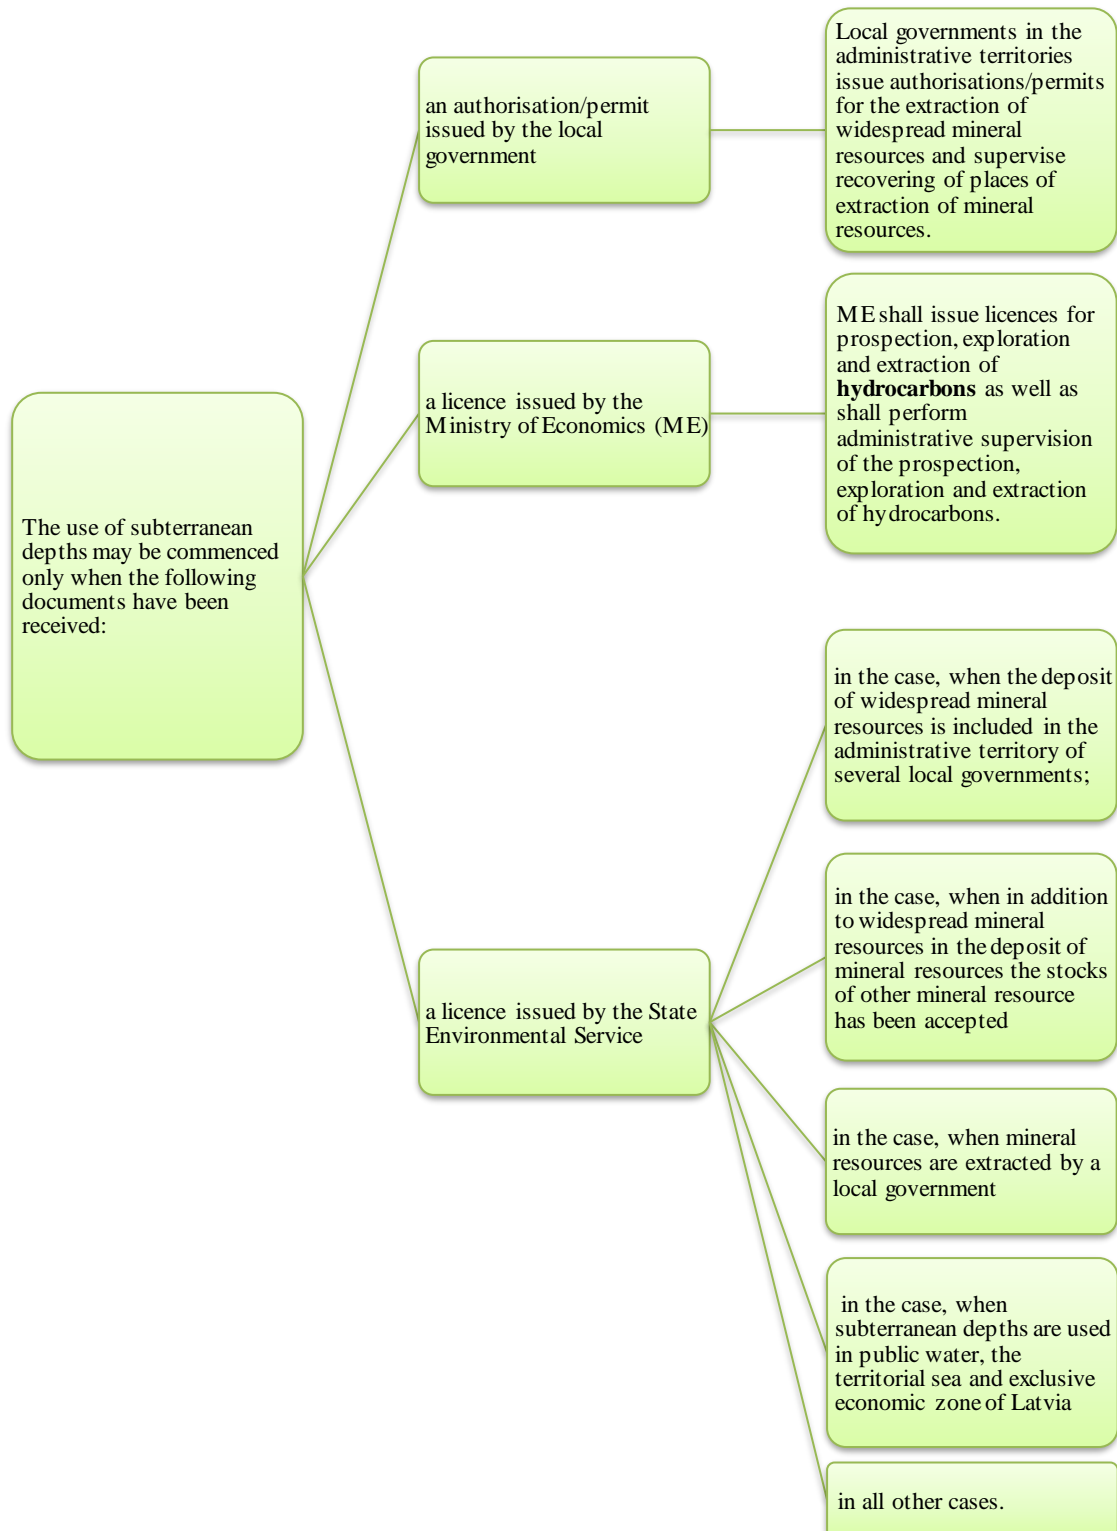 The use of subterranean
depths may be commenced
only when the following
documents have been
received:
an authorisation/permit
issued by the local
government
Local governments in the
administrative territories
issue authorisations/permits
for the extraction of
widespread mineral
resources and supervise
recovering of places of
extraction of mineral
resources.
a licence issued by the
Ministry of Economics (ME)
ME shall issue licences for
prospection, exploration
and extraction of
hydrocarbons as well as
shall perform
administrative supervision
of the prospection,
exploration and extraction
of hydrocarbons.
a licence issued by the State
Environmental Service
in the case, when the deposit
of widespread mineral
resources is included in the
administrative territory of
several local governments;
in the case, when in addition
to widespread mineral
resources in the deposit of
mineral resources the stocks
of other mineral resource
has been accepted
in the case, when mineral
resources are extracted by a
local government
in the case, when
subterranean depths are used
in public water, the
territorial sea and exclusive
economic zone of Latvia
in all other cases.